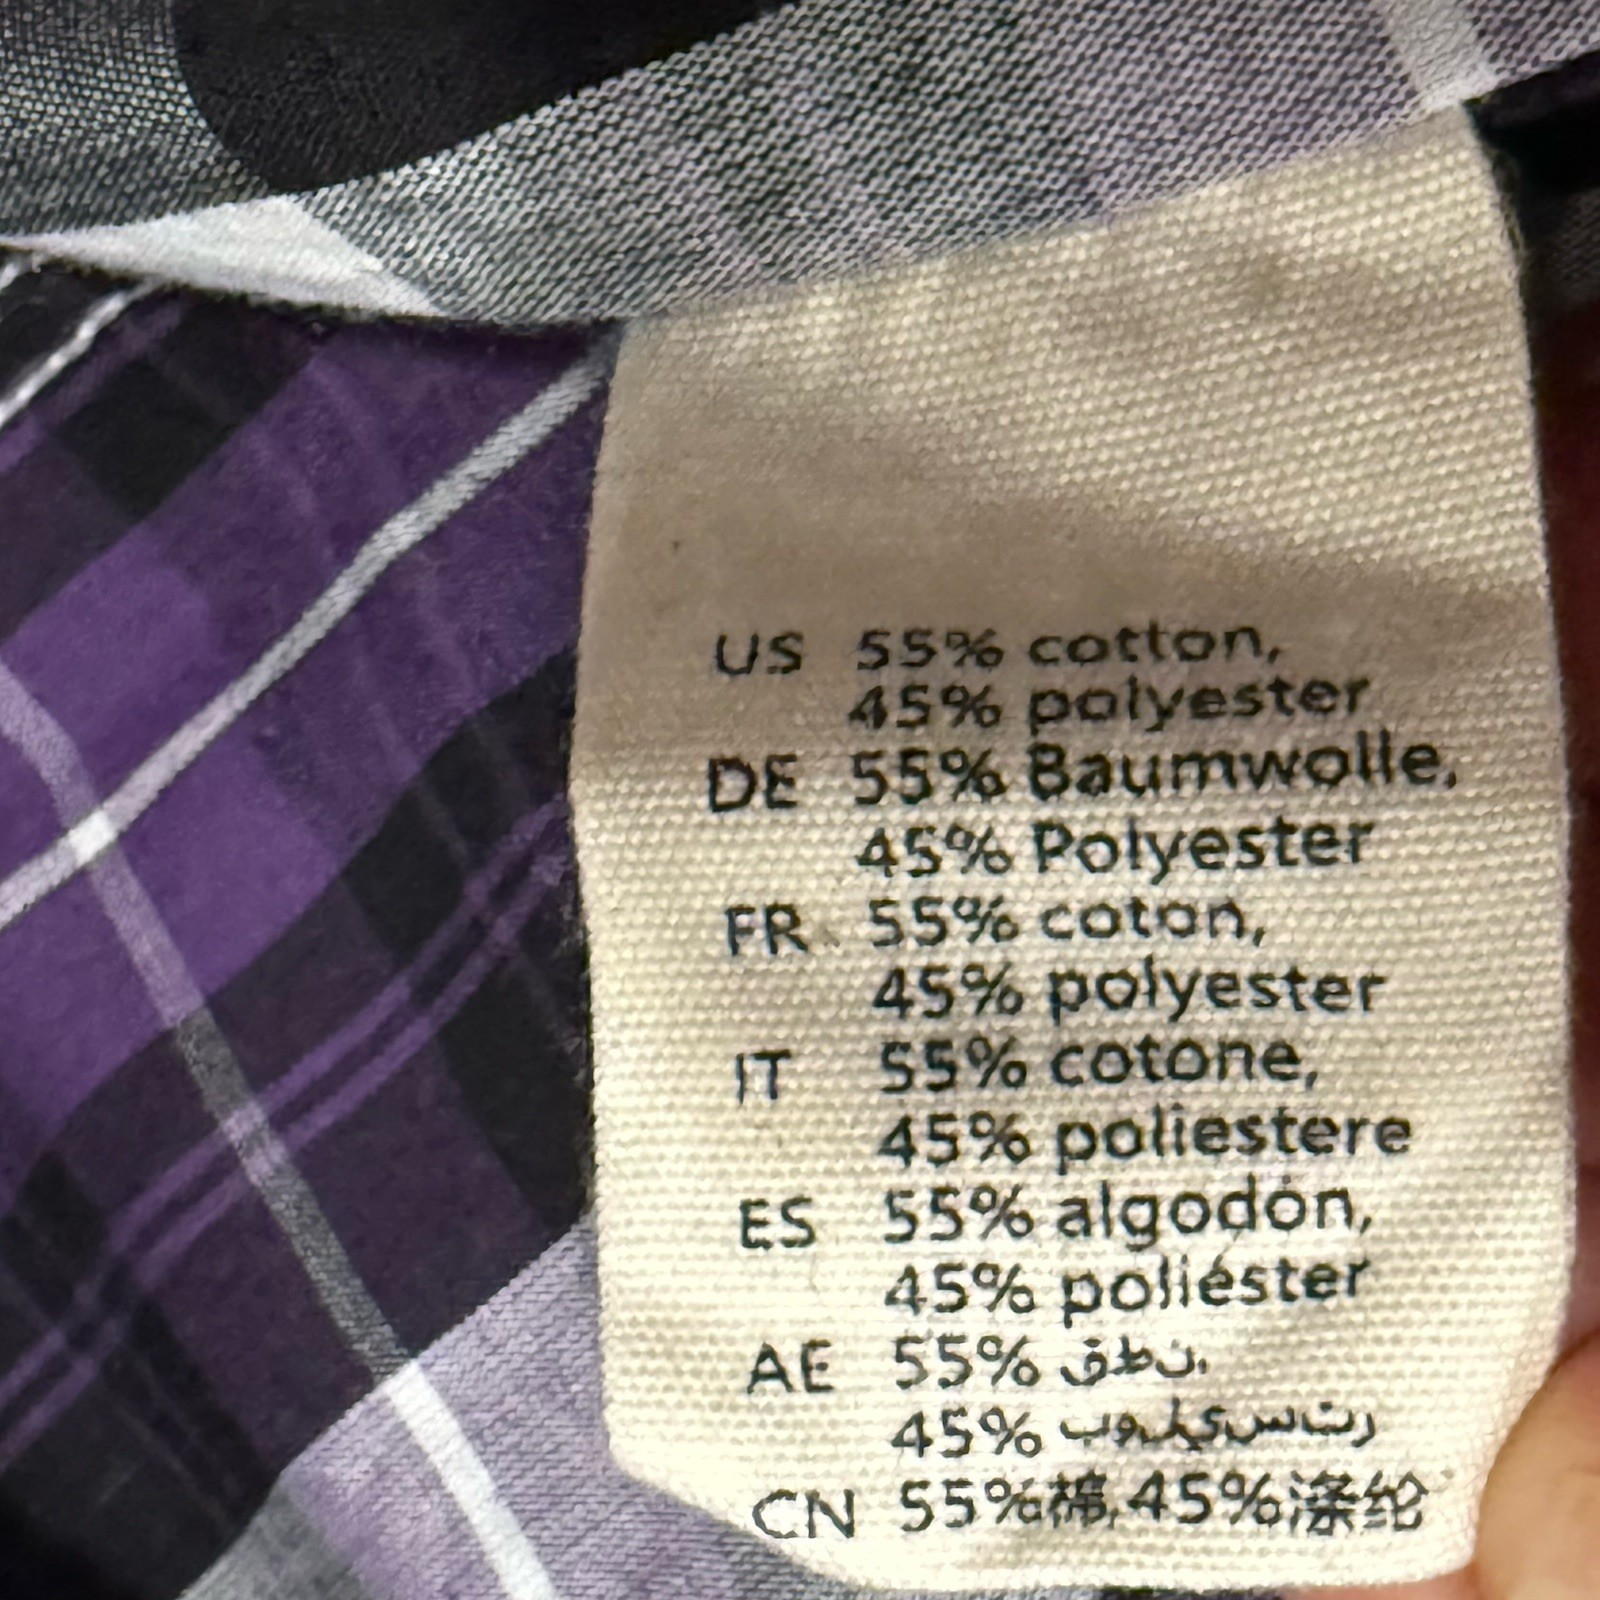 US 55% cotton,
45% polyester
DE 55% Baumwolle,
45% Polyester
FR 55% coton,
45% polyester
IT 55% cotone,
45% poliestere
ES 55% algodón,
45% poliéster
AE 55% قطن,
45% بوليستر
CN 55%棉,45%涤纶